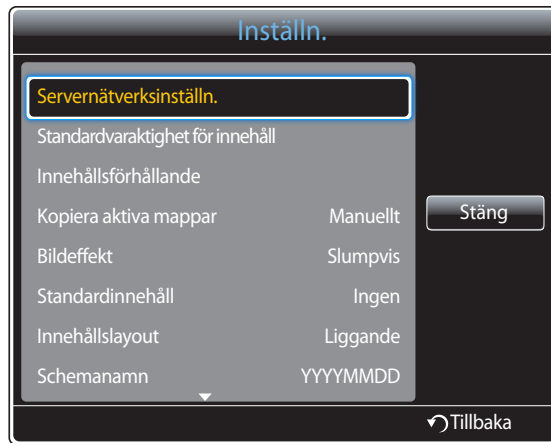 Inställn.
Servernätverksinställn.
Standardvaraktighet för innehåll
Innehållsförhållande
Kopiera aktiva mappar Manuellt
Stäng
Bildeffekt Slumpvis
Standardinnehåll Ingen
Innehållslayout Liggande
Schemanamn YYYYMMDD
Tillbaka